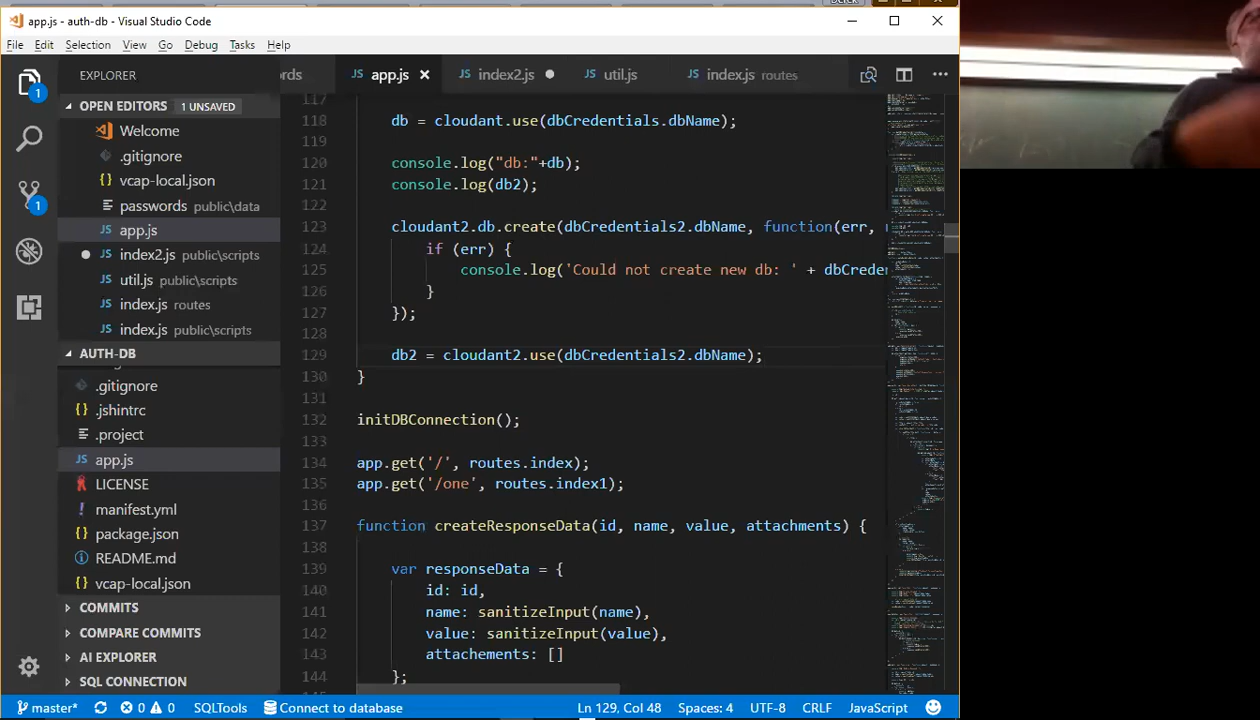 Derek
app.js - auth-db - Visual Studio Code
File Edit Selection View Go Debug Tasks Help
EXPLORER
ords app.js index2.js util.js index.js routes
1
OPEN EDITORS 1 UNSAVED
Welcome
.gitignore
vcap-local.json
passwords public\data
app.js
index2.js public\scripts
util.js public\scripts
index.js routes
index.js public\scripts
1
AUTH-DB
.gitignore
.jshintrc
.project
app.js
LICENSE
manifest.yml
package.json
README.md
vcap-local.json
COMMITS
COMPARE COMMITS
AI EXPLORER
SQL CONNECTION
117
118 db = cloudant.use(dbCredentials.dbName);
119
120 console.log("db:"+db);
121 console.log(db2);
122
123 cloudant2.db.create(dbCredentials2.dbName, function(err,
124 if (err) {
125 console.log('Could not create new db: ' + dbCreden
126 }
127 });
128
129 db2 = cloudant2.use(dbCredentials2.dbName);
130 }
131
132 initDBConnection();
133
134 app.get('/', routes.index);
135 app.get('/one', routes.index1);
136
137 function createResponseData(id, name, value, attachments) {
138
139 var responseData = {
140 id: id,
141 name: sanitizeInput(name),
142 value: sanitizeInput(value),
143 attachements: []
144 };
master* 0 0 SQLTools Connect to database Ln 129, Col 48 Spaces: 4 UTF-8 CRLF JavaScript